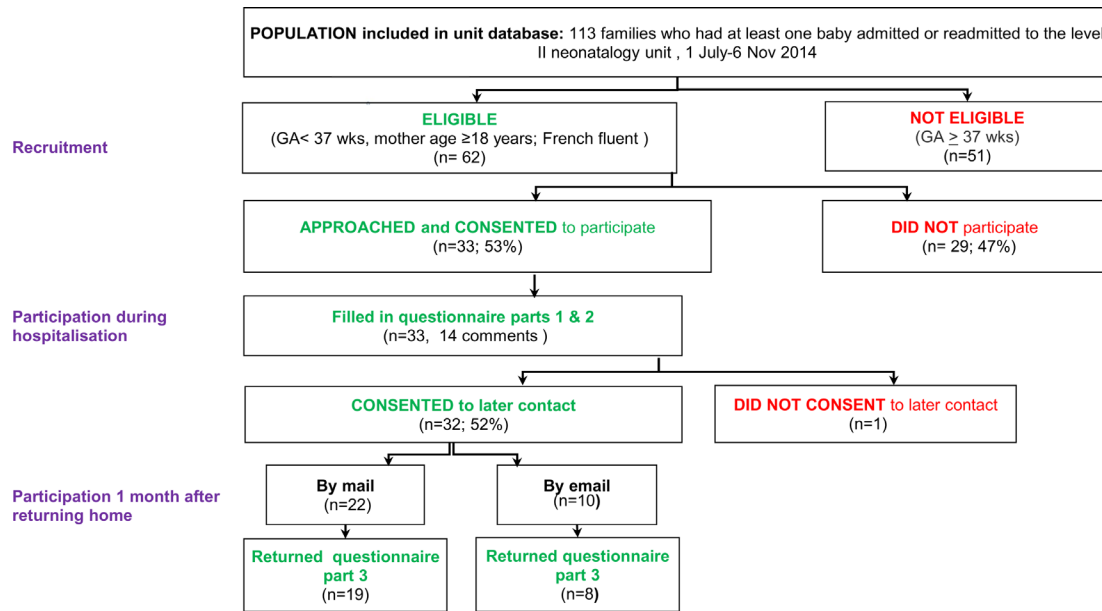 POPULATION included in unit database: 113 families who had at least one baby admitted or readmitted to the level
II neonatalogy unit , 1 July-6 Nov 2014
Recruitment
ELIGIBLE
(GA< 37 wks, mother age ≥18 years; French fluent )
(n= 62)
NOT ELIGIBLE
(GA ≥ 37 wks)
(n=51)
APPROACHED and CONSENTED to participate
(n=33; 53%)
DID NOT participate
(n= 29; 47%)
Participation during
hospitalisation
Filled in questionnaire parts 1 & 2
(n=33, 14 comments )
CONSENTED to later contact
(n=32; 52%)
DID NOT CONSENT to later contact
(n=1)
Participation 1 month after
returning home
By mail
(n=22)
By email
(n=10)
Returned questionnaire
part 3
(n=19)
Returned questionnaire
part 3
(n=8)